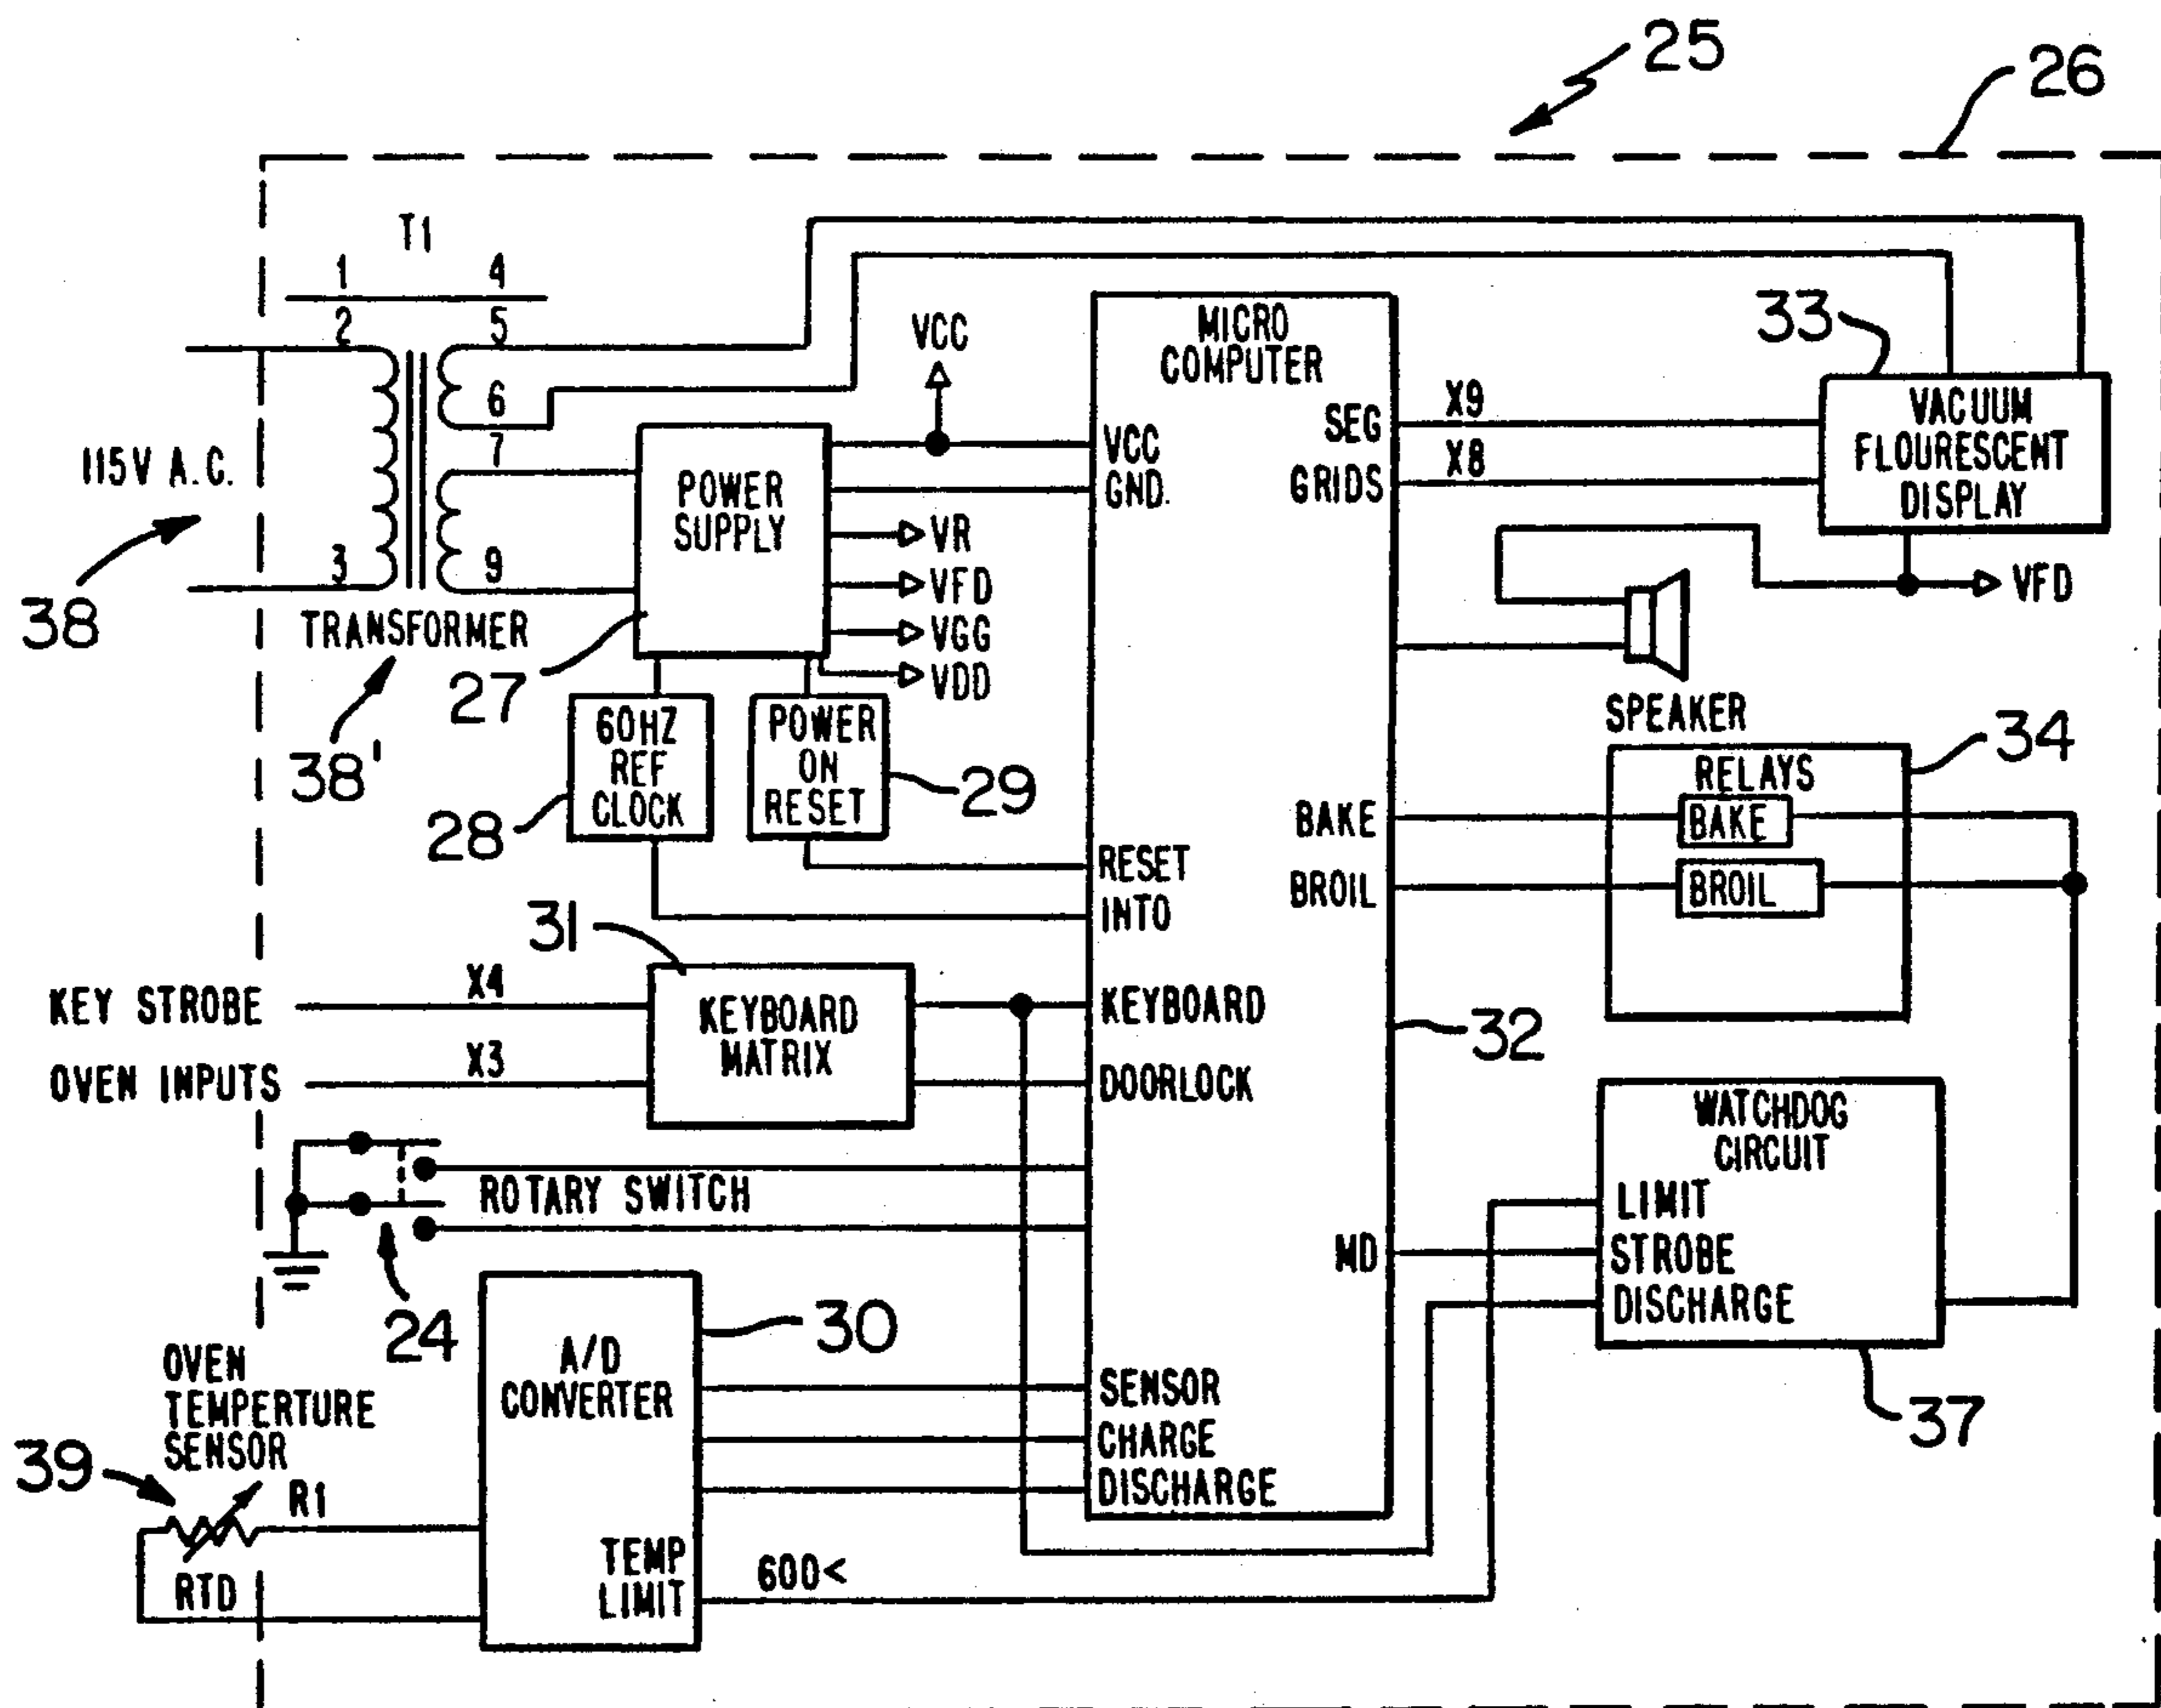 25
26
T1
1
4
2
5
6
7
3
9
115V A.C.
38
TRANSFORMER
38'
VCC
POWER
SUPPLY
27
VR
VFD
VGG
VDD
60HZ
REF
CLOCK
28
POWER
ON
RESET
29
MICRO
COMPUTER
VCC
GND.
SEG
GRIDS
X9
X8
33
VACUUM
FLOURESCENT
DISPLAY
VFD
SPEAKER
34
RELAYS
BAKE
BAKE
BROIL
BROIL
RESET
INTO
31
KEY STROBE
X4
OVEN INPUTS
X3
KEYBOARD
MATRIX
KEYBOARD
DOORLOCK
32
ROTARY SWITCH
24
WATCHDOG
CIRCUIT
LIMIT
STROBE
DISCHARGE
MD
37
OVEN
TEMPERTURE
SENSOR
39
R1
RTD
A/D
CONVERTER
30
TEMP
LIMIT
SENSOR
CHARGE
DISCHARGE
600<